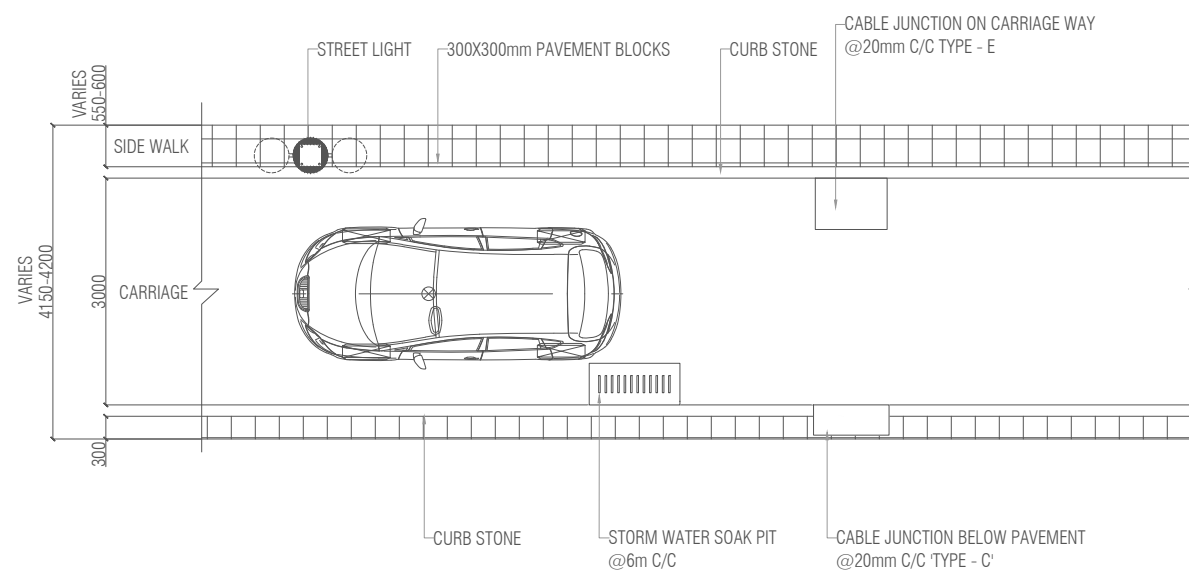 CABLE JUNCTION ON CARRIAGE WAY
@20mm C/C TYPE - E
STREET LIGHT
300X300mm PAVEMENT BLOCKS
CURB STONE
VARIES
550-600
SIDE WALK
VARIES
4150-4200
3000
CARRIAGE
300
CURB STONE
STORM WATER SOAK PIT
@6m C/C
CABLE JUNCTION BELOW PAVEMENT
@20mm C/C 'TYPE - C'